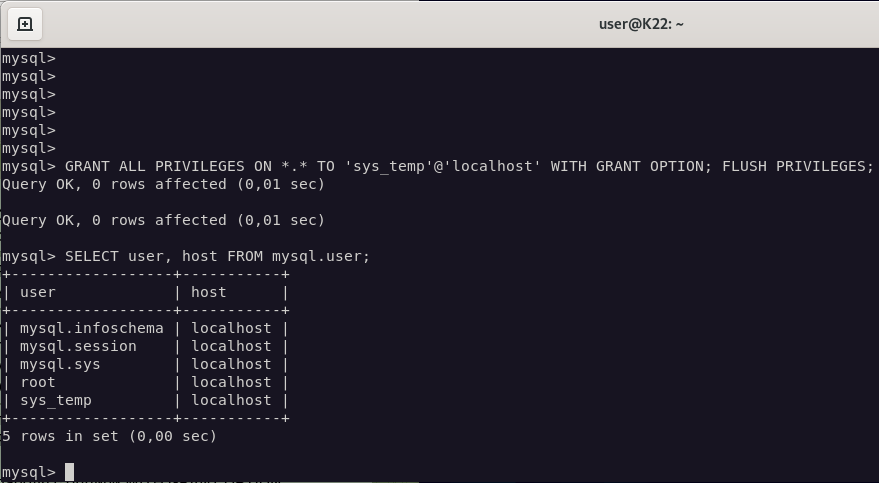 user@K22: ~
mysql>
mysql>
mysql>
mysql>
mysql>
mysql>
mysql> GRANT ALL PRIVILEGES ON *.* TO 'sys_temp'@'localhost' WITH GRANT OPTION; FLUSH PRIVILEGES;
Query OK, 0 rows affected (0,01 sec)
Query OK, 0 rows affected (0,01 sec)
mysql> SELECT user, host FROM mysql.user;
+------------------+-----------+
| user             | host      |
+------------------+-----------+
| mysql.infoschema | localhost |
| mysql.session    | localhost |
| mysql.sys        | localhost |
| root             | localhost |
| sys_temp         | localhost |
+------------------+-----------+
5 rows in set (0,00 sec)
mysql>